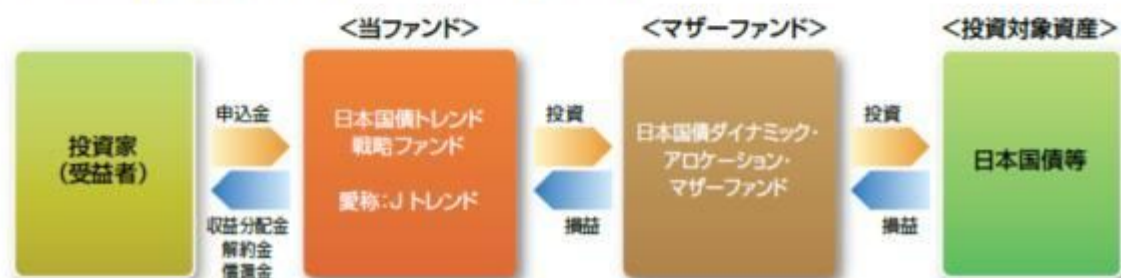 <当ファンド>
<マザーファンド>
<投資対象資産>
投資家
(受益者)
申込金
収益分配金
解約金
償還金
日本国債トレンド
戦略ファンド
愛称:J トレンド
投資
損益
日本国債ダイナミック・
アロケーション・
マザーファンド
投資
損益
日本国債等